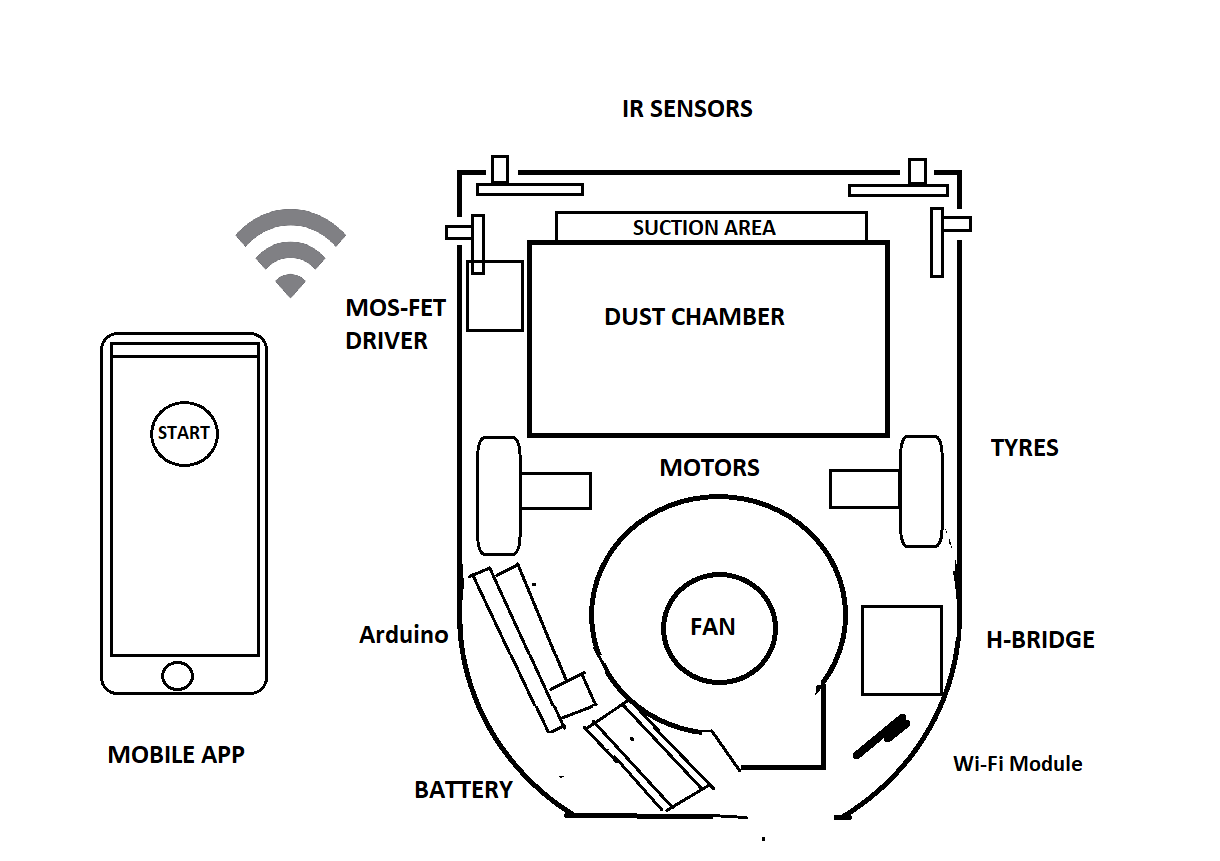 IR SENSORS
SUCTION AREA
MOS-FET
DRIVER
DUST CHAMBER
START
TYRES
MOTORS
FAN
Arduino
H-BRIDGE
MOBILE APP
Wi-Fi Module
BATTERY